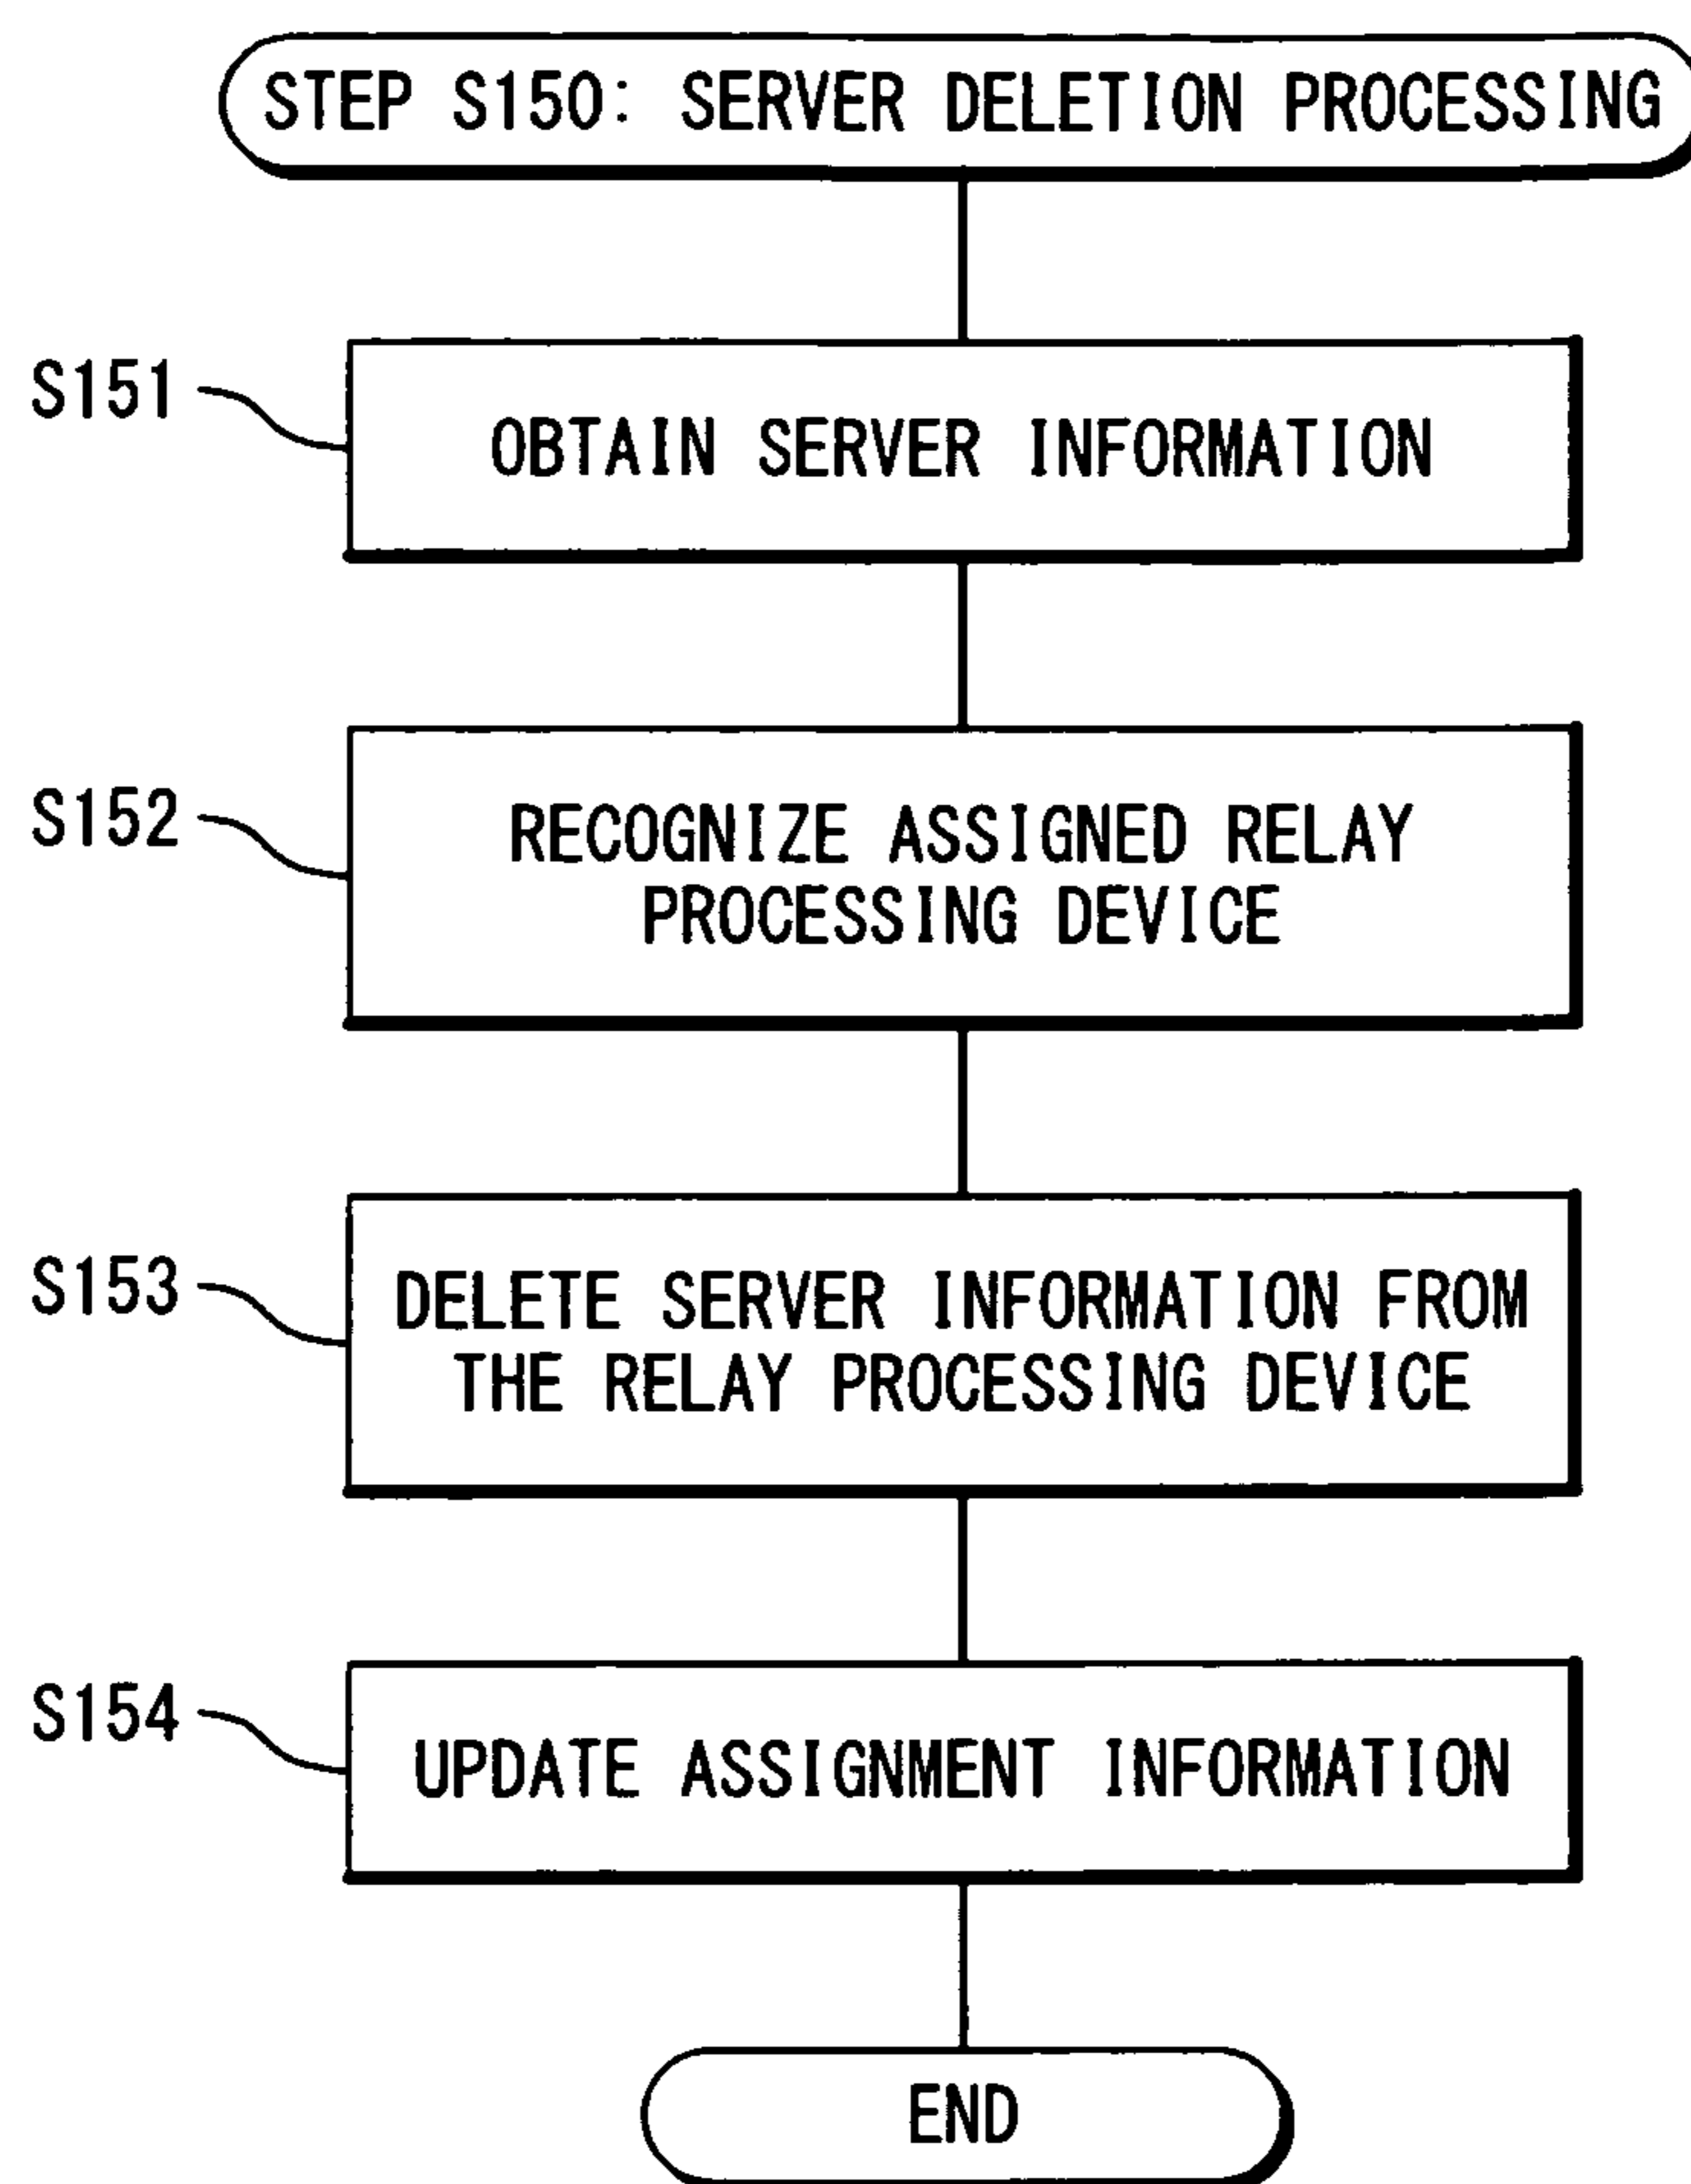 STEP S150: SERVER DELETION PROCESSING
S151
OBTAIN SERVER INFORMATION
S152
RECOGNIZE ASSIGNED RELAY
PROCESSING DEVICE
S153
DELETE SERVER INFORMATION FROM
THE RELAY PROCESSING DEVICE
S154
UPDATE ASSIGNMENT INFORMATION
END